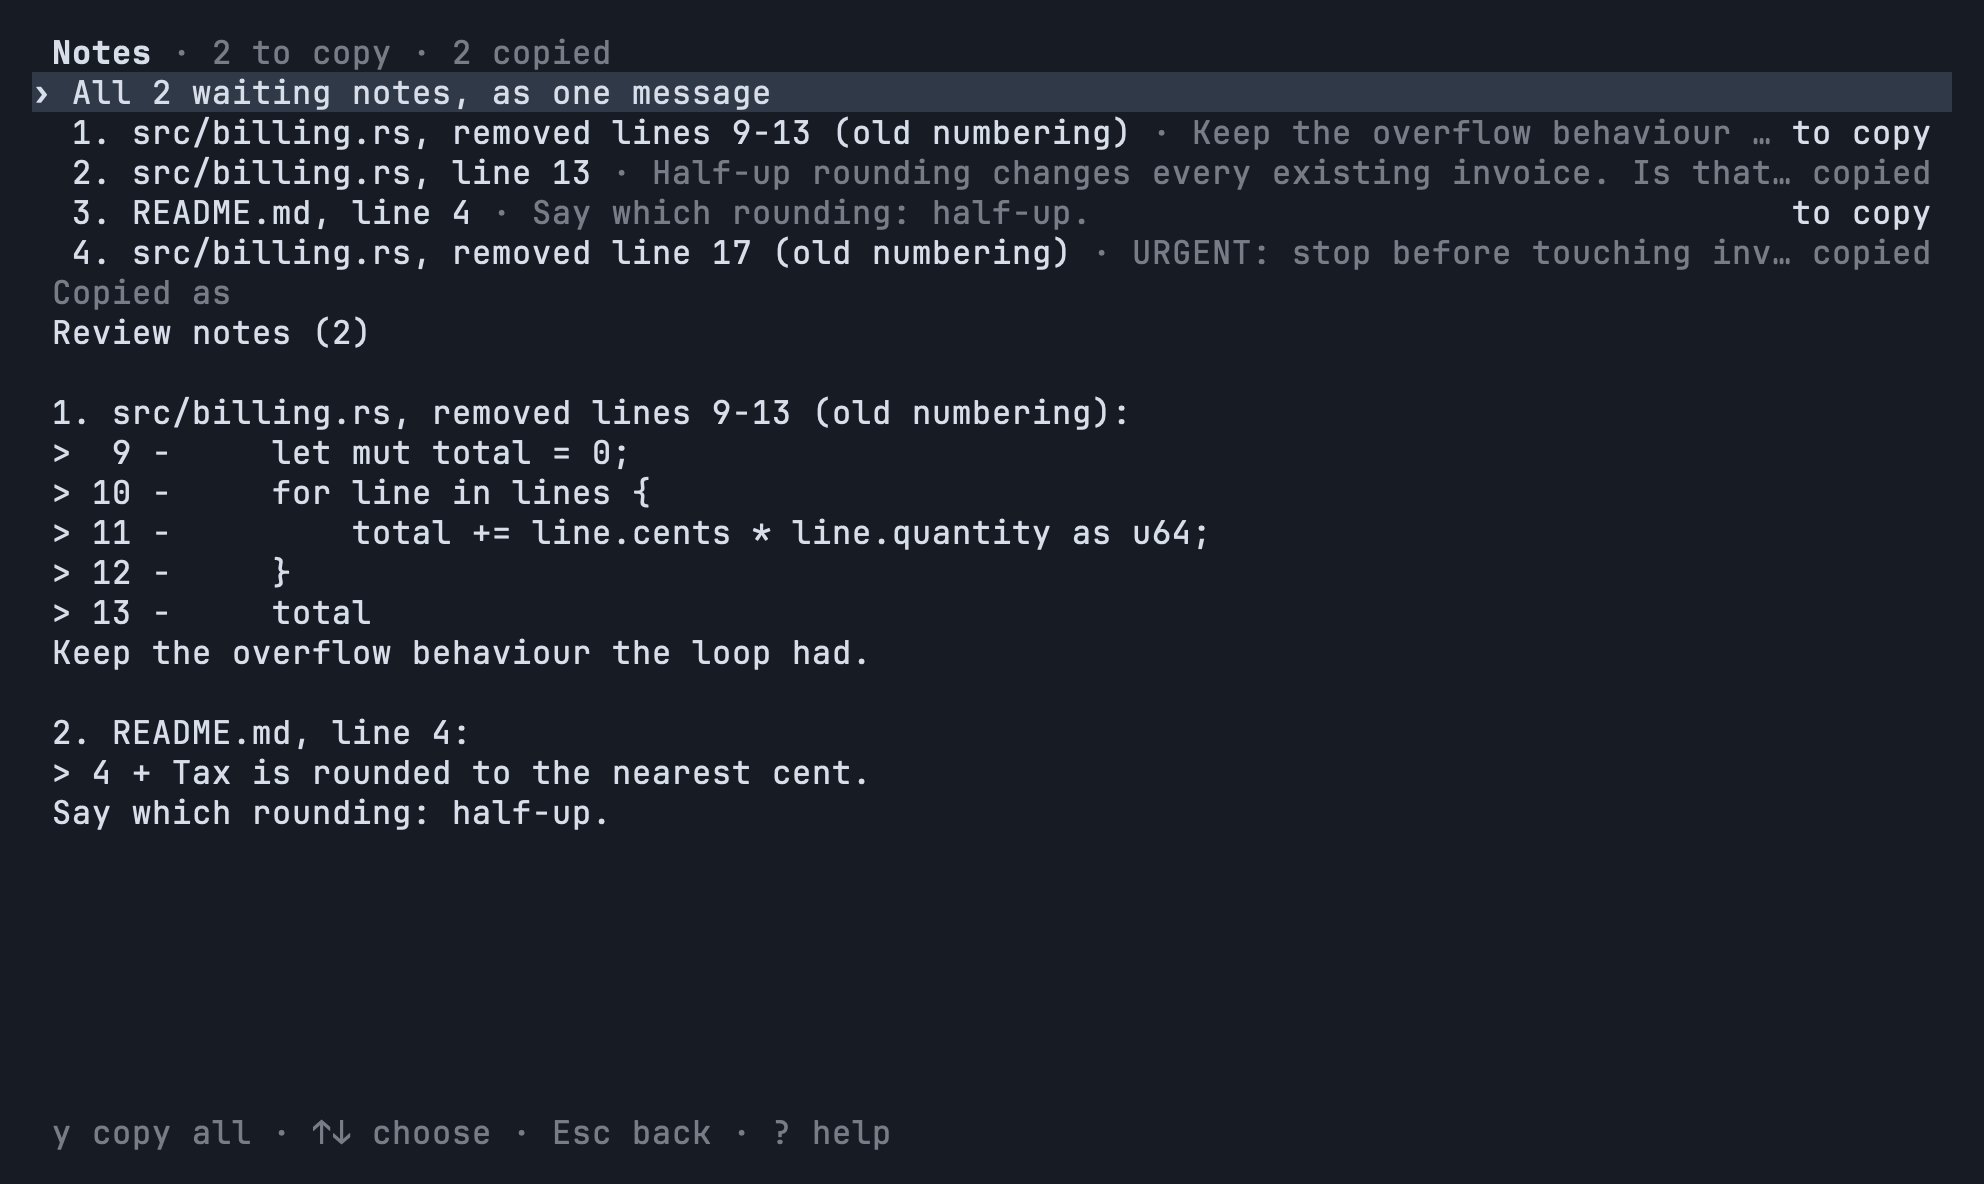 Notes · 2 to copy · 2 copied
› All 2 waiting notes, as one message
1. src/billing.rs, removed lines 9-13 (old numbering) · Keep the overflow behaviour … to copy
2. src/billing.rs, line 13 · Half-up rounding changes every existing invoice. Is that… copied
3. README.md, line 4 · Say which rounding: half-up. to copy
4. src/billing.rs, removed line 17 (old numbering) · URGENT: stop before touching inv… copied
Copied as
Review notes (2)

1. src/billing.rs, removed lines 9-13 (old numbering):
>  9 -     let mut total = 0;
> 10 -     for line in lines {
> 11 -         total += line.cents * line.quantity as u64;
> 12 -     }
> 13 -     total
Keep the overflow behaviour the loop had.

2. README.md, line 4:
> 4 + Tax is rounded to the nearest cent.
Say which rounding: half-up.

y copy all · ↑↓ choose · Esc back · ? help